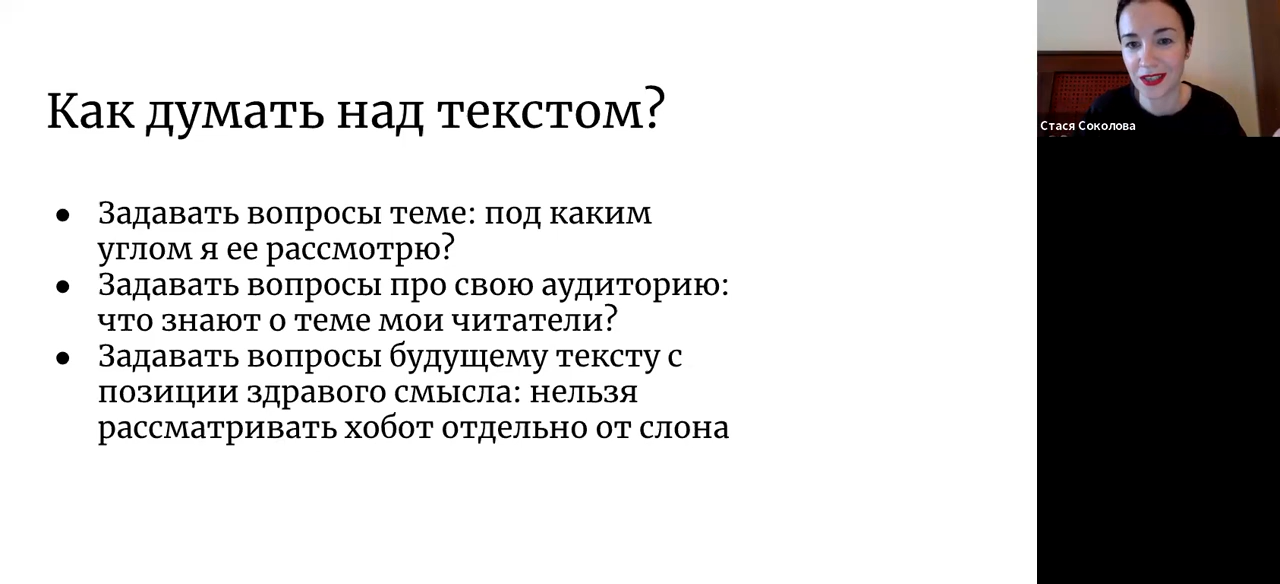 Как думать над текстом?
● Задавать вопросы теме: под каким
углом я ее рассмотрю?
● Задавать вопросы про свою аудиторию:
что знают о теме мои читатели?
● Задавать вопросы будущему тексту с
позиции здравого смысла: нельзя
рассматривать хобот отдельно от слона
Стася Соколова